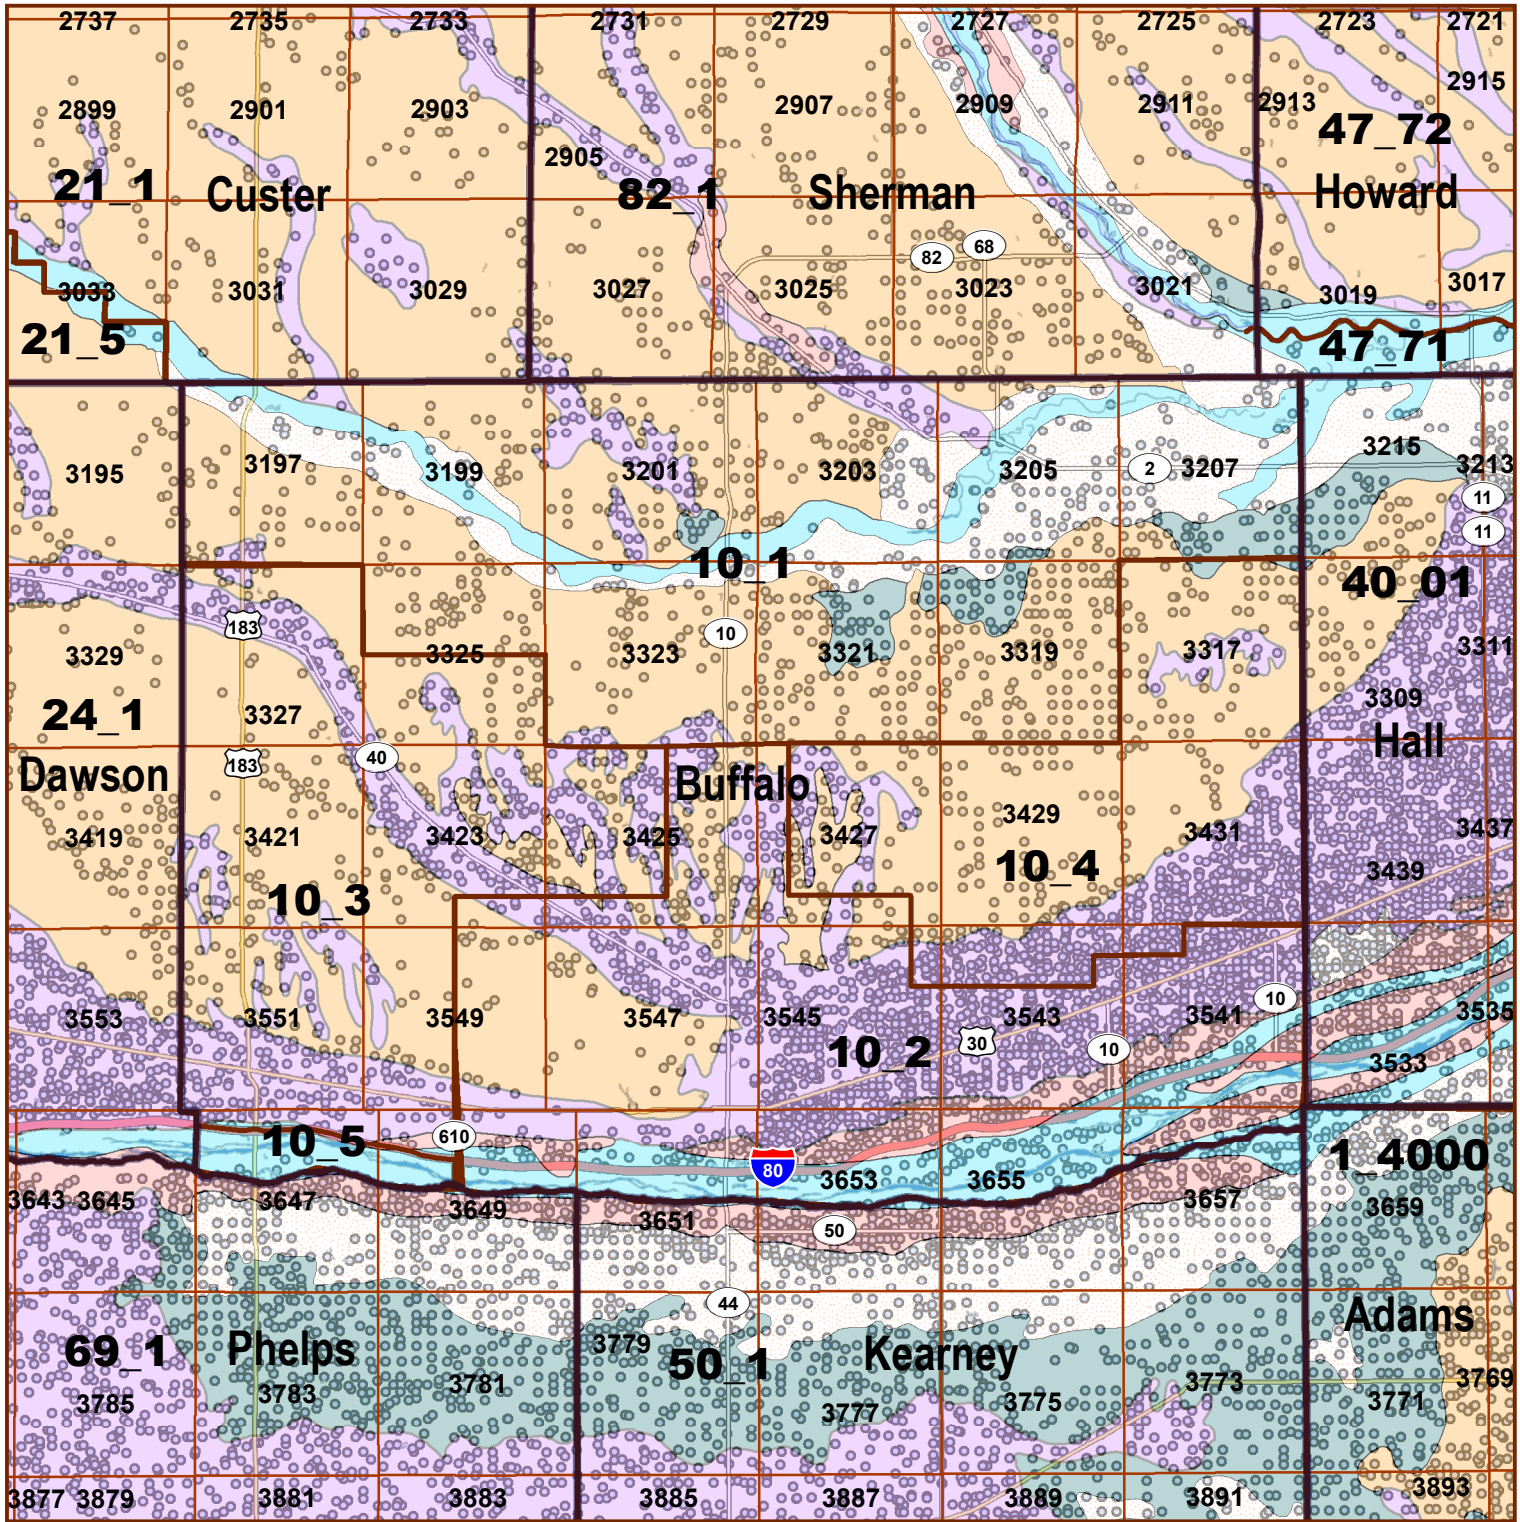 2737 2735 2733 2731 2729 2727 2725 2723 2721
2899 2901 2903 2907 2909 2911 2913 2915
2905
47_72
21_1 Custer 82_1 Sherman Howard
82 68
3033 3031 3029 3027 3025 3023 3021 3019 3017
21_5 47_71
3195 3197 3199 3201 3203 3205 2 3207 3215 3213
11
11
10_1 40_01
183 10
3329 3325 3323 3321 3319 3317 3311
24_1 3327 3309
Hall
183 40
Dawson Buffalo
3419 3421 3423 3425 3427 3429 3431 3437
10_3 10_4 3439
3553 3551 3549 3547 3545 3543 3541 10 3535
10_2 30 10 3533
10_5 610 1_4000
80
3643 3645 3647 3649 3651 3653 3655 3657 3659
50
44
69_1 Phelps 3779 50_1 Kearney Adams
3785 3783 3781 3777 3775 3773 3771 3769
3877 3879 3881 3883 3885 3887 3889 3891 3893